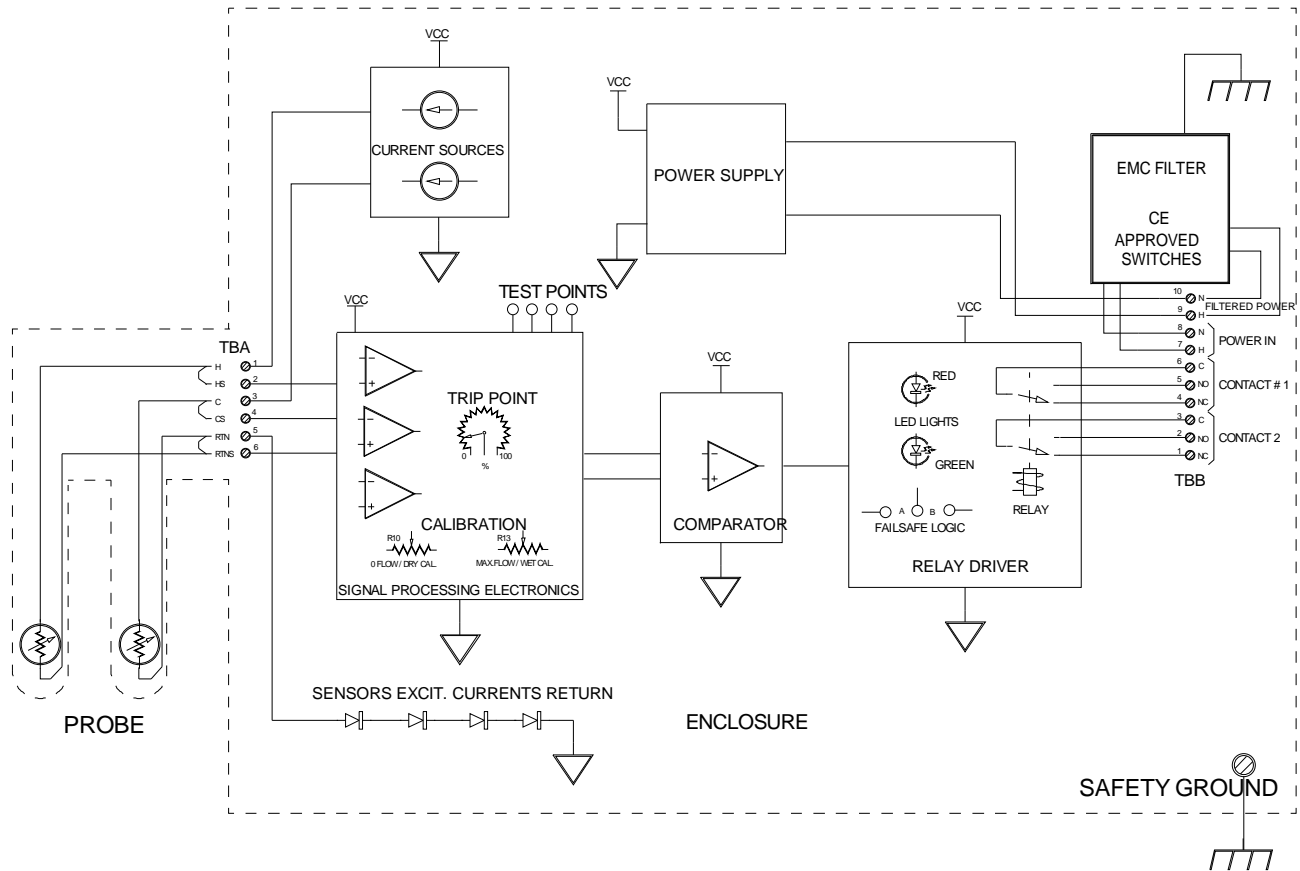 VCC
CURRENT SOURCES
VCC
POWER SUPPLY
EMC FILTER
CE
APPROVED
SWITCHES
VCC
TEST POINTS
TRIP POINT
0
100
%
CALIBRATION
R10
0 FLOW / DRY CAL.
R13
MAX.FLOW / WET CAL.
SIGNAL PROCESSING ELECTRONICS
TBA
H 1
HS 2
C 3
CS 4
RTN 5
RTNS 6
PROBE
SENSORS EXCIT. CURRENTS RETURN
VCC
COMPARATOR
VCC
RED
LED LIGHTS
GREEN
A B
FAILSAFE LOGIC
RELAY
RELAY DRIVER
10 N
FILTERED POWER
9 H
8 N
POWER IN
7 H
6 C
5 NO
CONTACT # 1
4 NC
3 C
2 NO
CONTACT 2
1 NC
TBB
ENCLOSURE
SAFETY GROUND